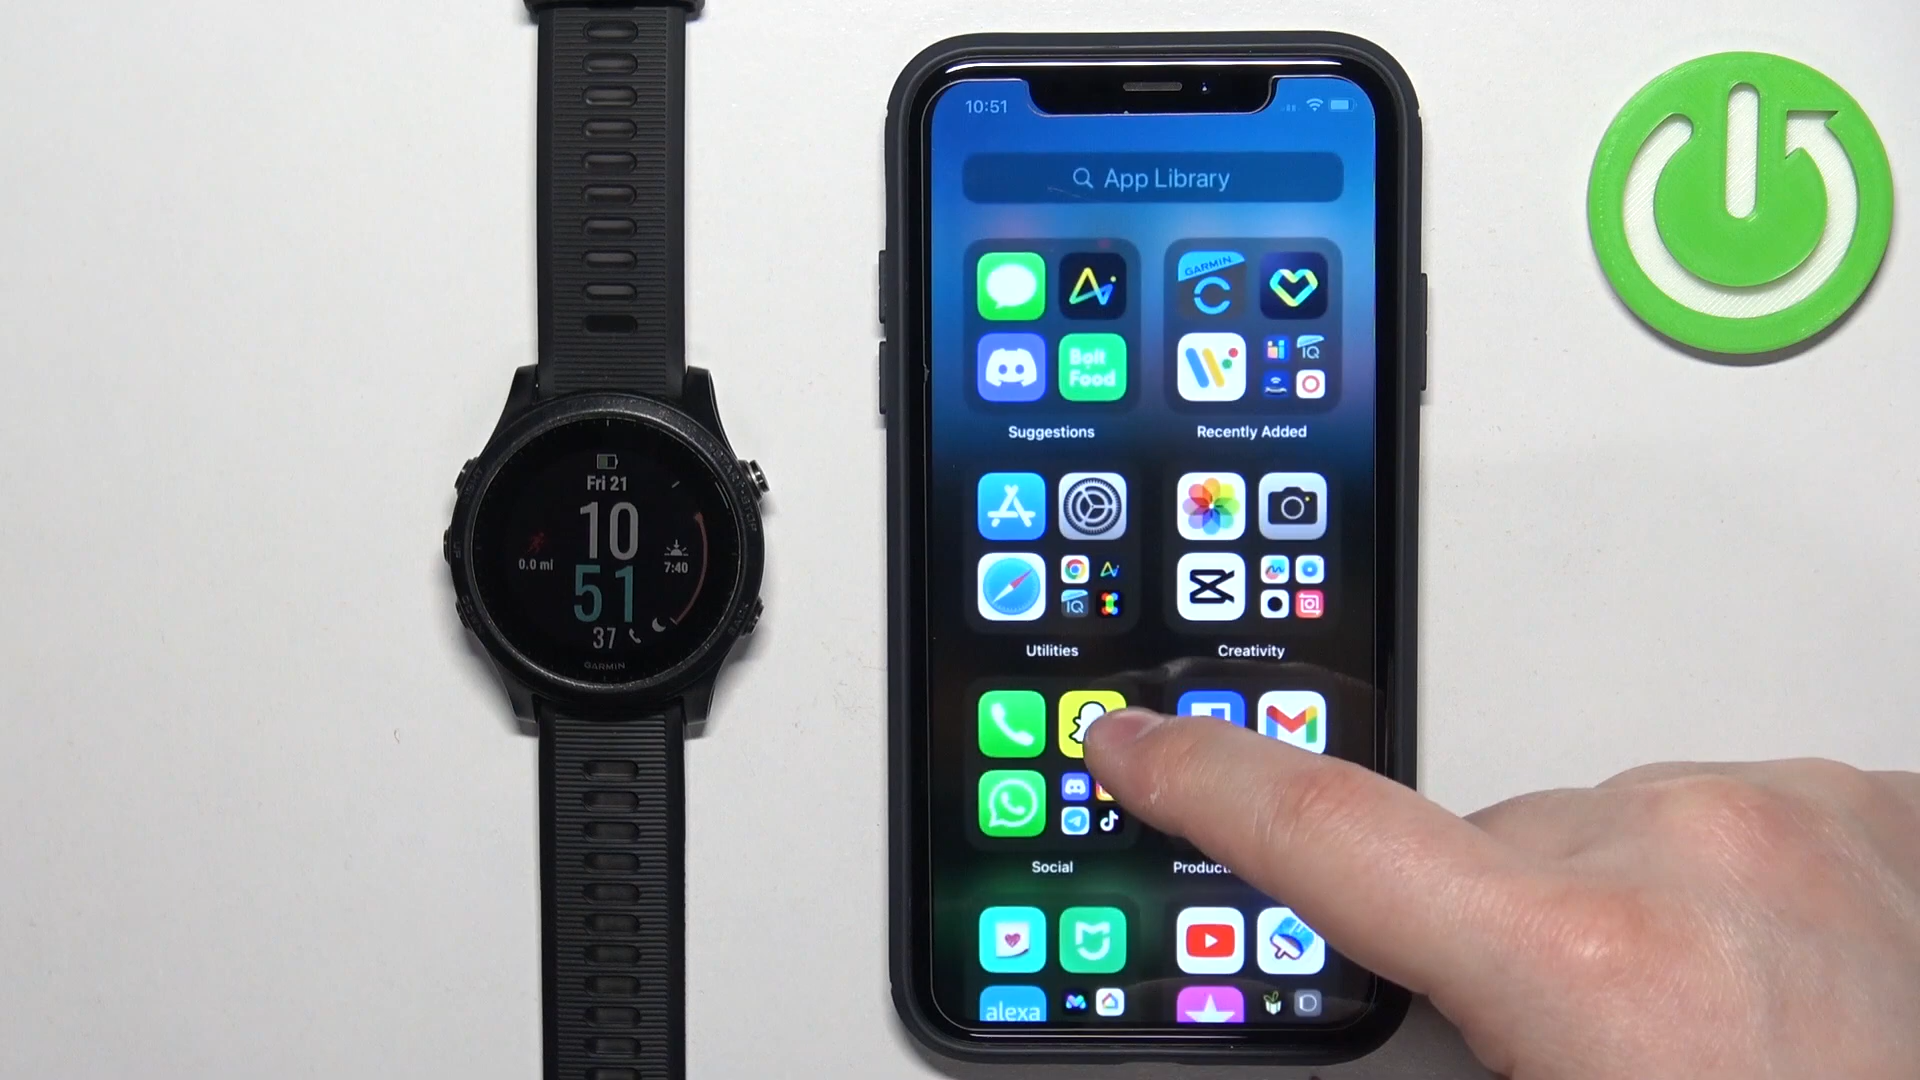 Fri 21
10
51
37
0.0 mi
7:40
GARMIN
10:51
App Library
GARMIN
Bolt
Food
IQ
Suggestions
Recently Added
IQ
Utilities
Creativity
Social
Product
alexa